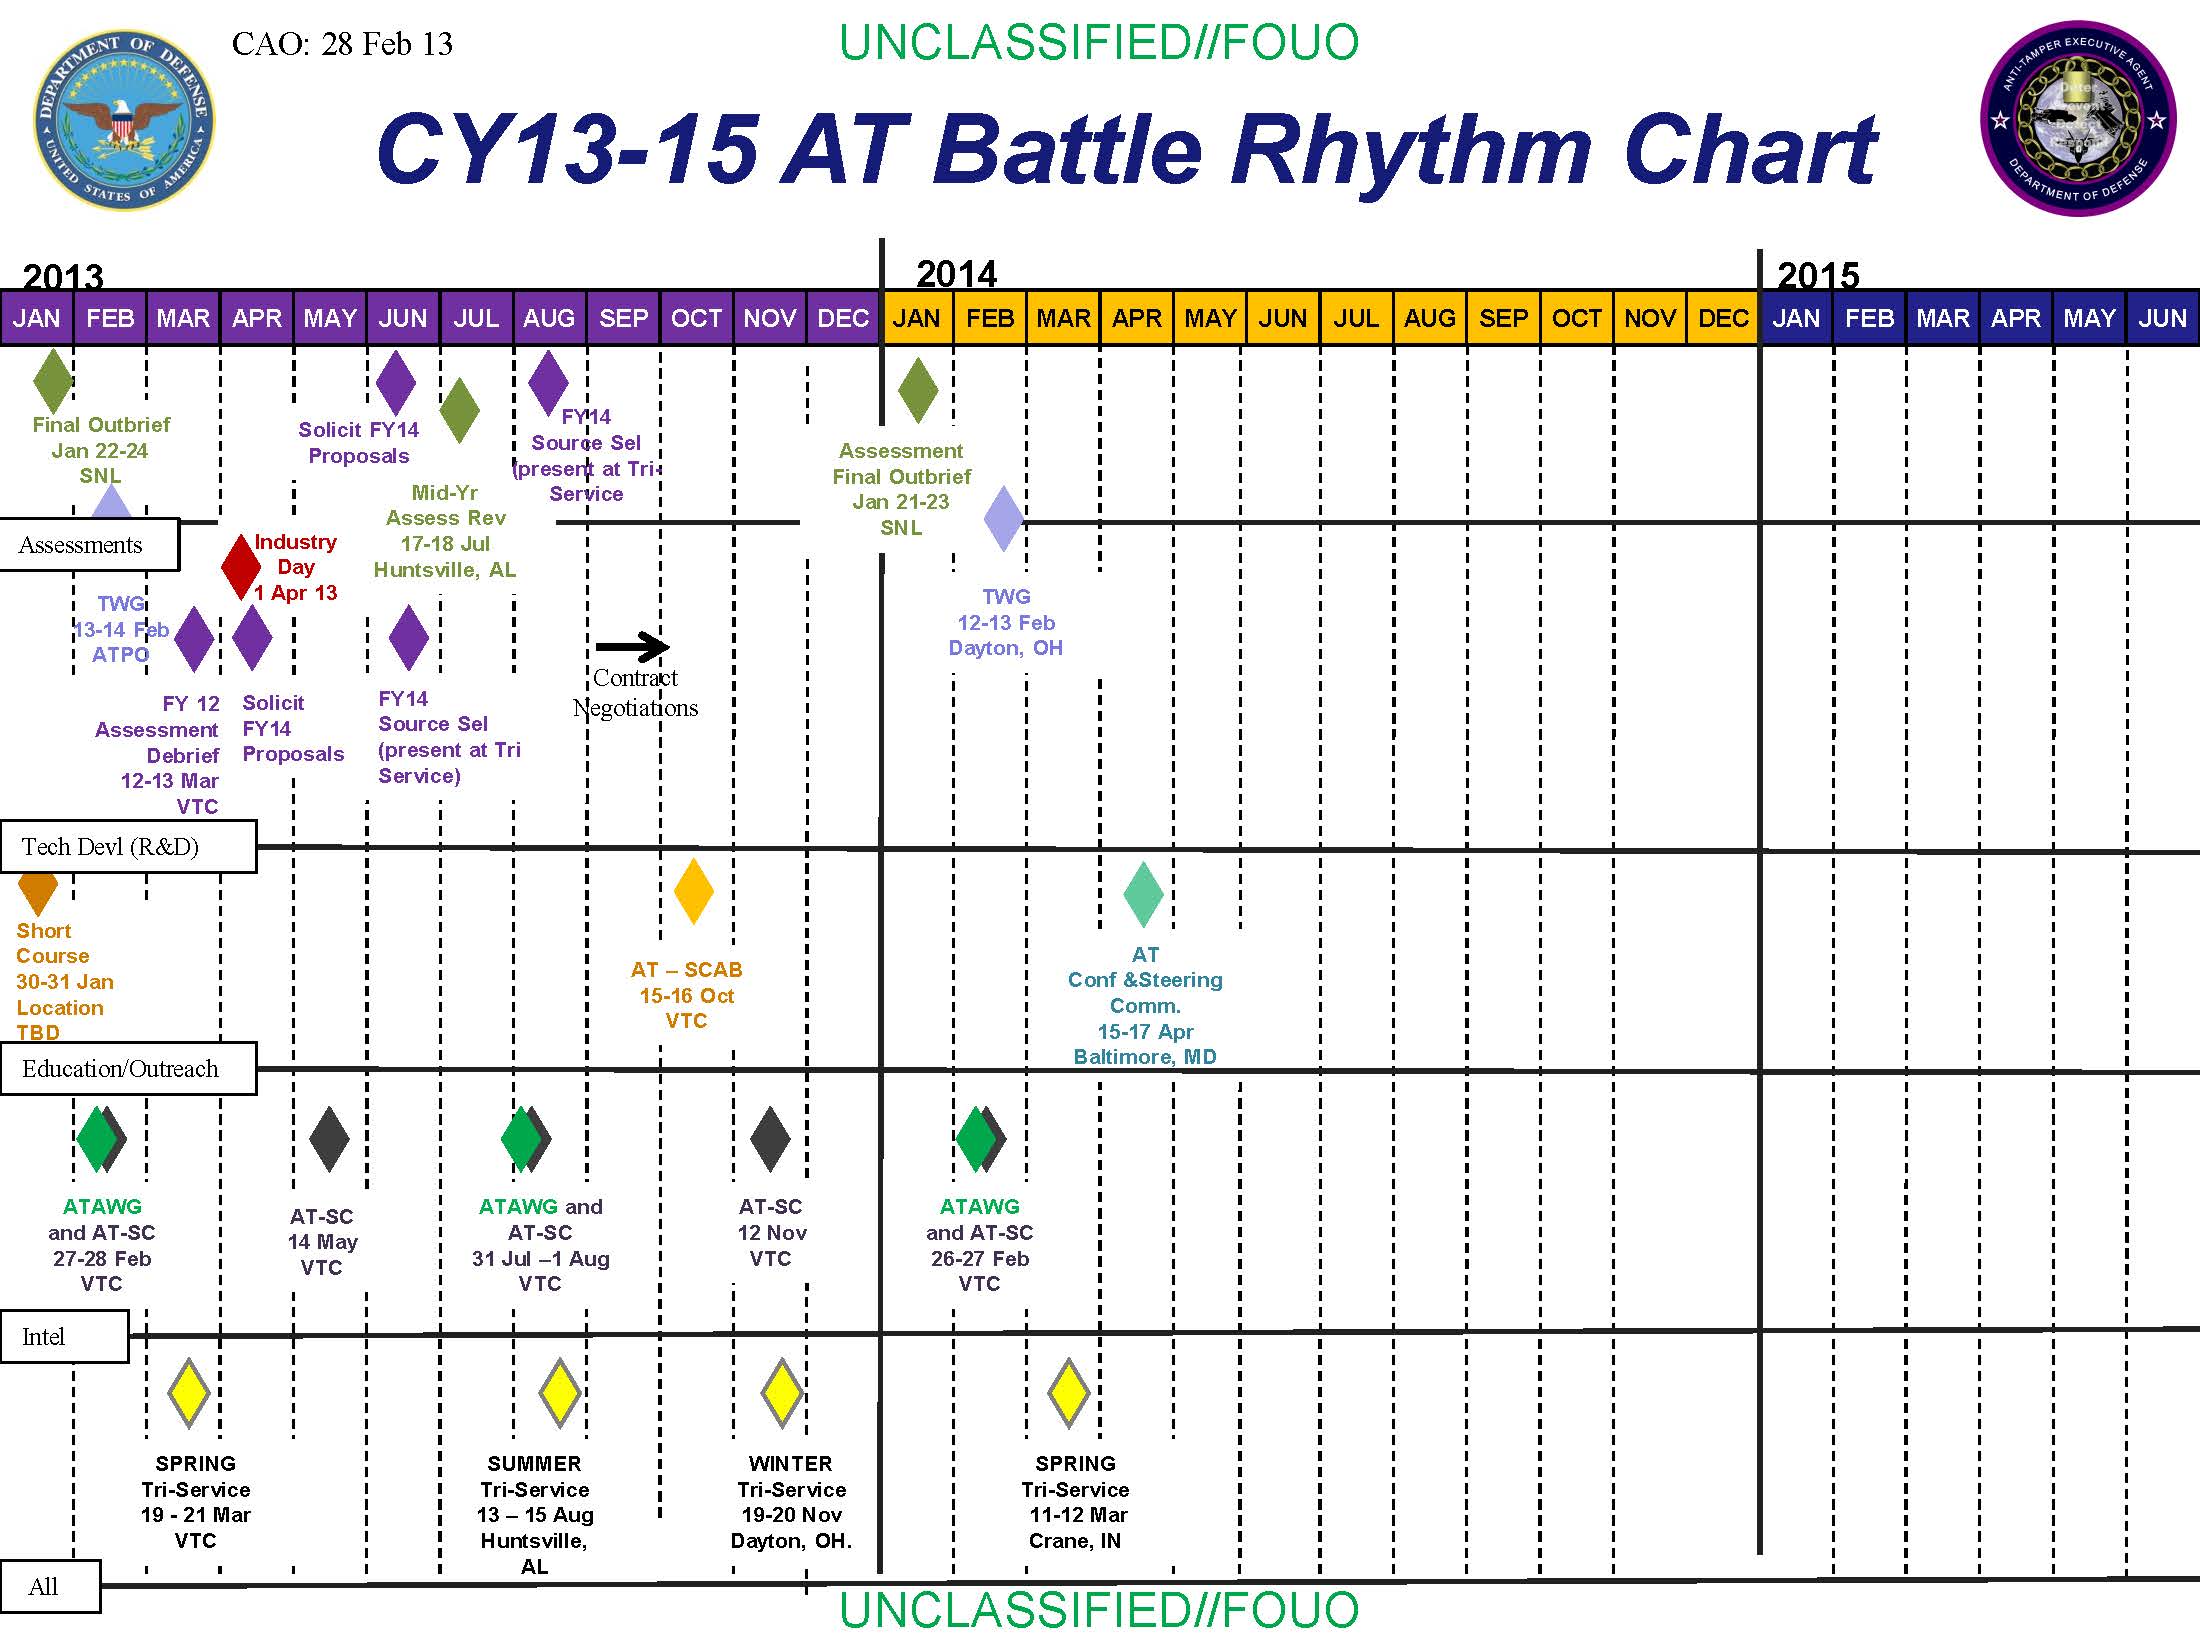 CAO: 28 Feb 13
UNCLASSIFIED//FOUO
DEPARTMENT OF DEFENSE
UNITED STATES OF AMERICA
ANTI-TAMPER EXECUTIVE AGENT
Deter
Prevent
Detect
Respond
DEPARTMENT OF DEFENSE
CY13-15 AT Battle Rhythm Chart
2013
2014
2015
JAN FEB MAR APR MAY JUN JUL AUG SEP OCT NOV DEC JAN FEB MAR APR MAY JUN JUL AUG SEP OCT NOV DEC JAN FEB MAR APR MAY JUN
Final Outbrief
Jan 22-24
SNL
Solicit FY14
Proposals
Mid-Yr
Assess Rev
17-18 Jul
Huntsville, AL
FY14
Source Sel
(present at Tri-
Service
Assessment
Final Outbrief
Jan 21-23
SNL
Assessments
Industry
Day
1 Apr 13
TWG
13-14 Feb
ATPO
TWG
12-13 Feb
Dayton, OH
FY 12
Assessment
Debrief
12-13 Mar
VTC
Solicit
FY14
Proposals
FY14
Source Sel
(present at Tri
Service)
Contract
Negotiations
Tech Devl (R&D)
Short
Course
30-31 Jan
Location
TBD
AT – SCAB
15-16 Oct
VTC
AT
Conf &Steering
Comm.
15-17 Apr
Baltimore, MD
Education/Outreach
ATAWG
and AT-SC
27-28 Feb
VTC
AT-SC
14 May
VTC
ATAWG and
AT-SC
31 Jul –1 Aug
VTC
AT-SC
12 Nov
VTC
ATAWG
and AT-SC
26-27 Feb
VTC
Intel
SPRING
Tri-Service
19 - 21 Mar
VTC
SUMMER
Tri-Service
13 – 15 Aug
Huntsville,
AL
WINTER
Tri-Service
19-20 Nov
Dayton, OH.
SPRING
Tri-Service
11-12 Mar
Crane, IN
All
UNCLASSIFIED//FOUO